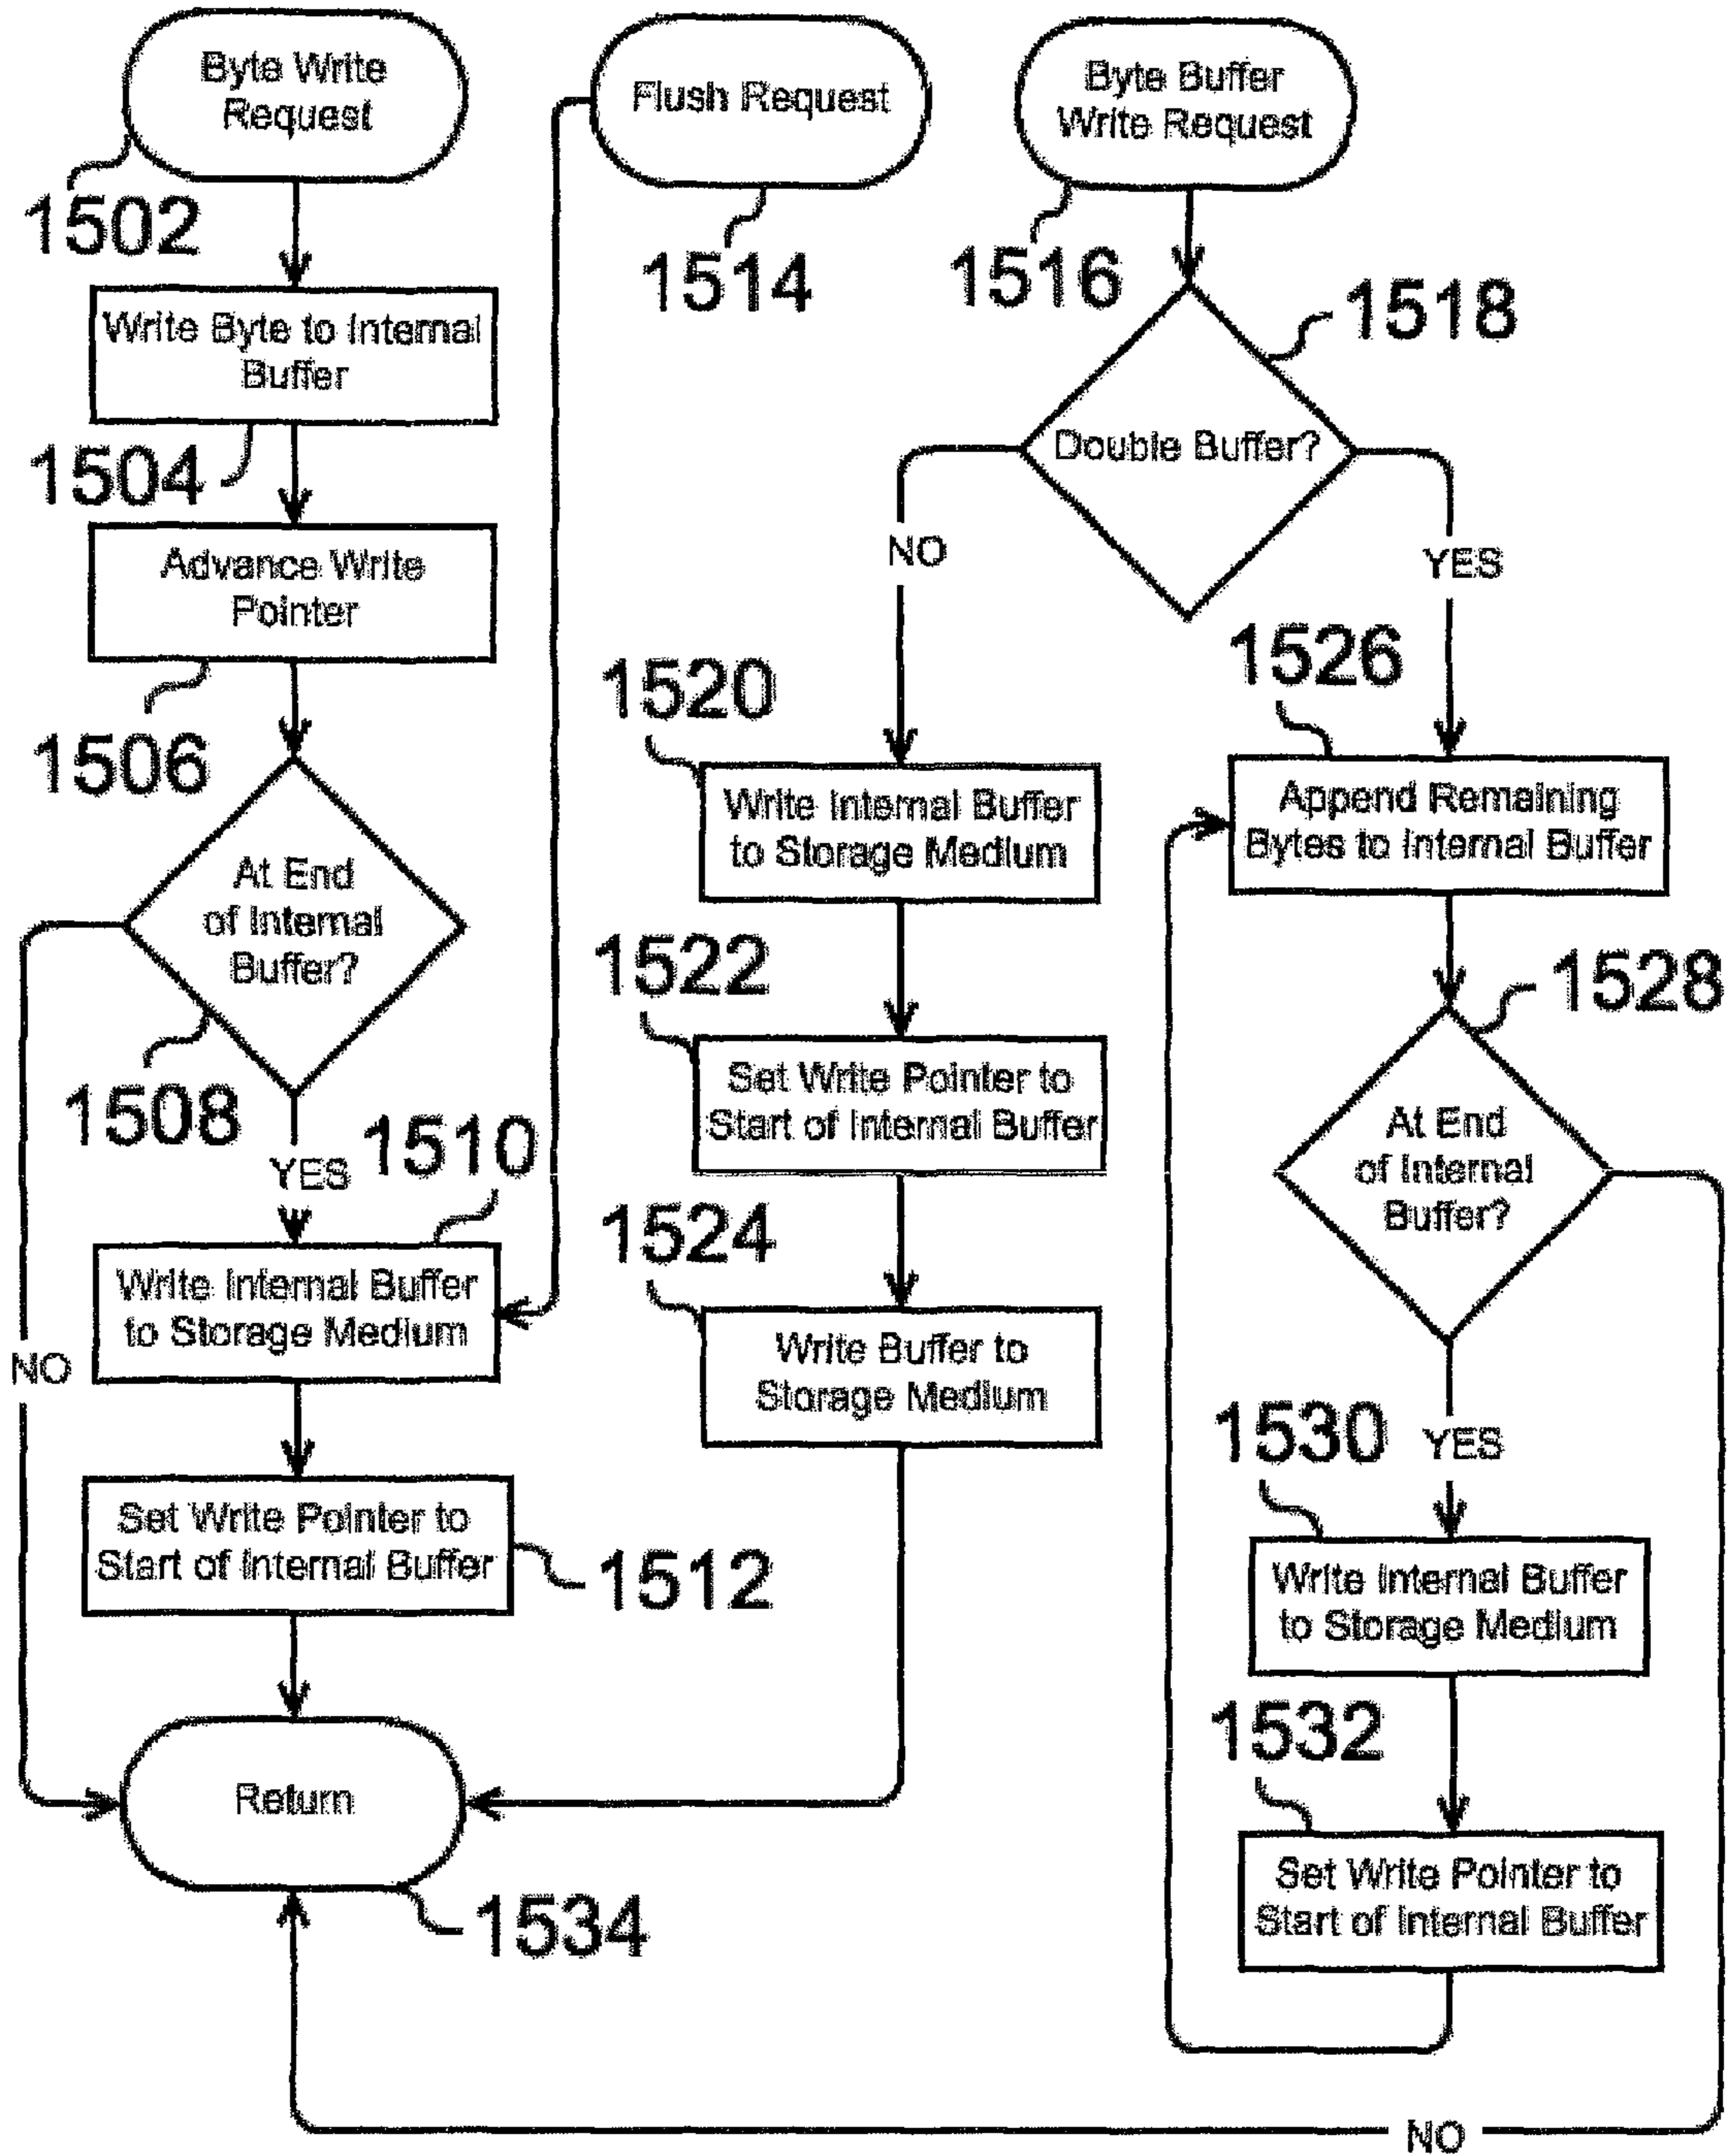 Byte Write
Request
1502
Write Byte to Internal
Buffer
1504
Advance Write
Pointer
1506
At End
of Internal
Buffer?
1508
NO
YES
1510
Write Internal Buffer
to Storage Medium
Set Write Pointer to
Start of Internal Buffer
1512
Return
1534
Flush Request
1514
Byte Buffer
Write Request
1516
1518
Double Buffer?
NO
YES
1520
Write Internal Buffer
to Storage Medium
1522
Set Write Pointer to
Start of Internal Buffer
1524
Write Buffer to
Storage Medium
1526
Append Remaining
Bytes to Internal Buffer
1528
At End
of Internal
Buffer?
1530
YES
Write Internal Buffer
to Storage Medium
1532
Set Write Pointer to
Start of Internal Buffer
NO